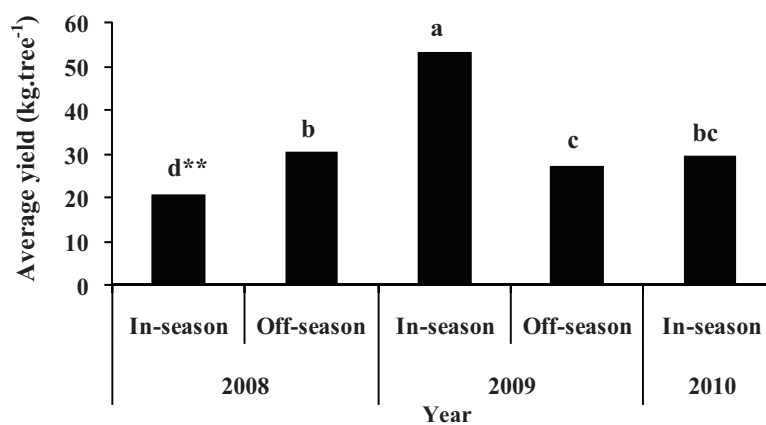 Average yield (kg.tree⁻¹)
60
50
40
30
20
10
0
d**
b
a
c
bc
In-season Off-season In-season Off-season In-season
2008 2009 2010
Year